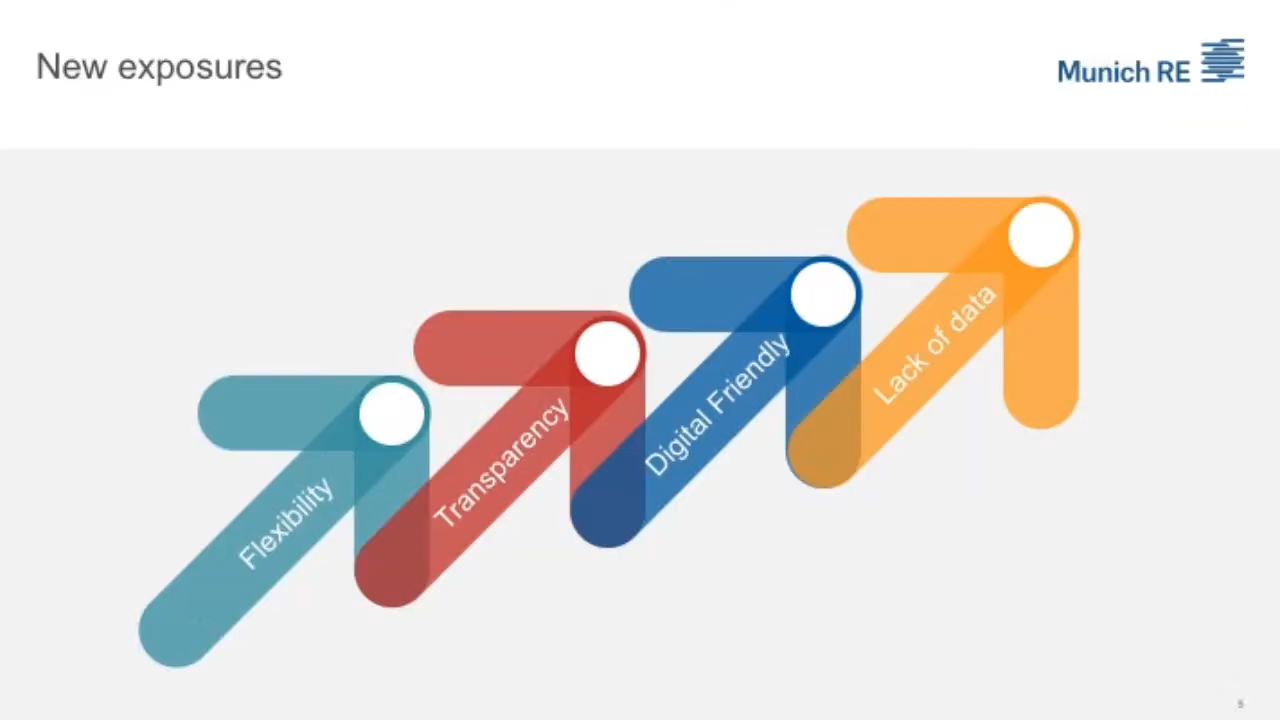 New exposures
Munich RE
Flexibility
Transparency
Digital Friendly
Lack of data